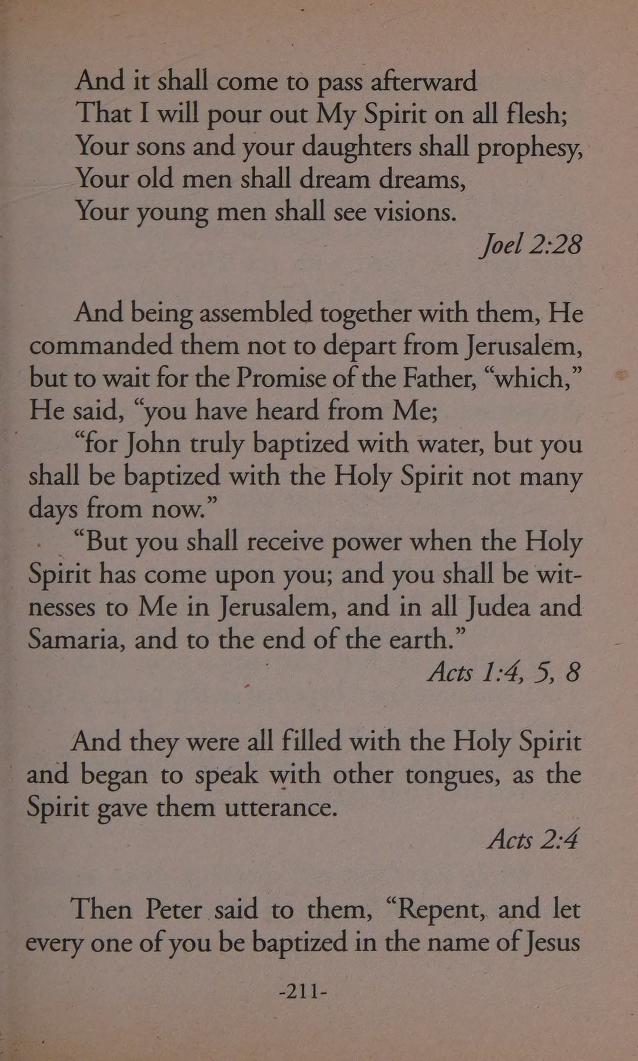 And it shall come to pass afterward
That I will pour out My Spirit on all flesh;
Your sons and your daughters shall prophesy,
Your old men shall dream dreams,
Your young men shall see visions.
Joel 2:28
And being assembled together with them, He
commanded them not to depart from Jerusalem,
but to wait for the Promise of the Father, “which,”
He said, “you have heard from Me;
“for John truly baptized with water, but you
shall be baptized with the Holy Spirit not many
days from now.”
“But you shall receive power when the Holy
Spirit has come upon you; and you shall be wit-
nesses to Me in Jerusalem, and in all Judea and
Samaria, and to the end of the earth.”
Acts 1:4, 5, 8
And they were all filled with the Holy Spirit
and began to speak with other tongues, as the
Spirit gave them utterance.
Acts 2:4
Then Peter said to them, “Repent, and let
every one of you be baptized in the name of Jesus
-211-